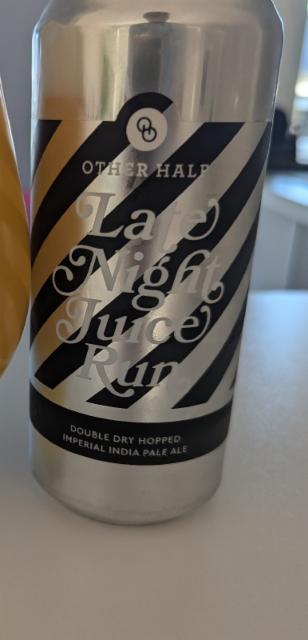 OTHER HALF
Late
Night
Juice
Run
DOUBLE DRY HOPPED
IMPERIAL INDIA PALE ALE